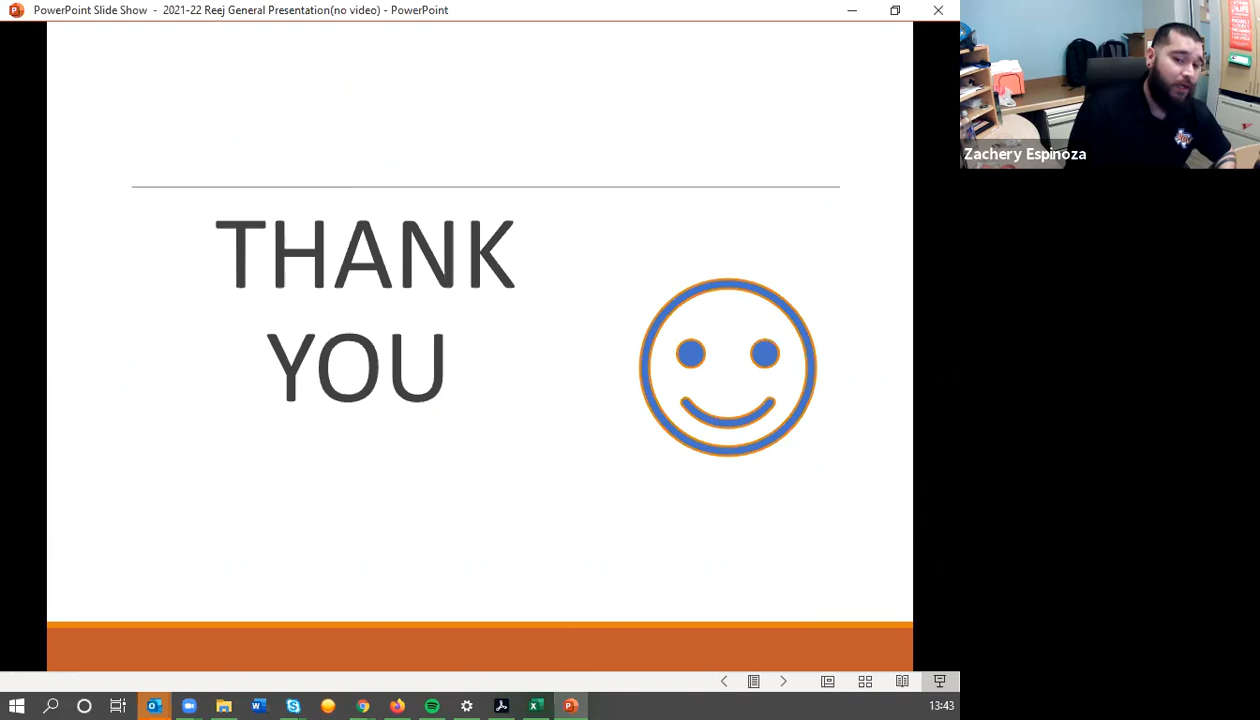 PowerPoint Slide Show - 2021-22 Reej General Presentation(no video) - PowerPoint
THANK
YOU
Zachery Espinoza
13:43